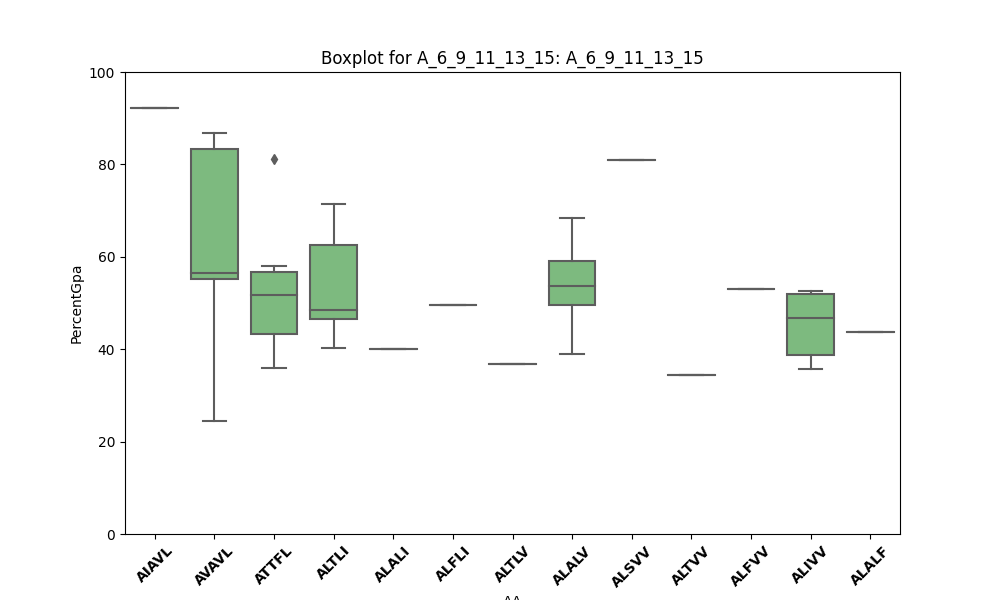 Boxplot for A_6_9_11_13_15: A_6_9_11_13_15
100
80
60
40
20
0
PercentGpa
AIAVL AVAVL ATTFL ALTLI ALALI ALFLI ALTLV ALALV ALSVV ALTVV ALFVV ALIVV ALALF
AA